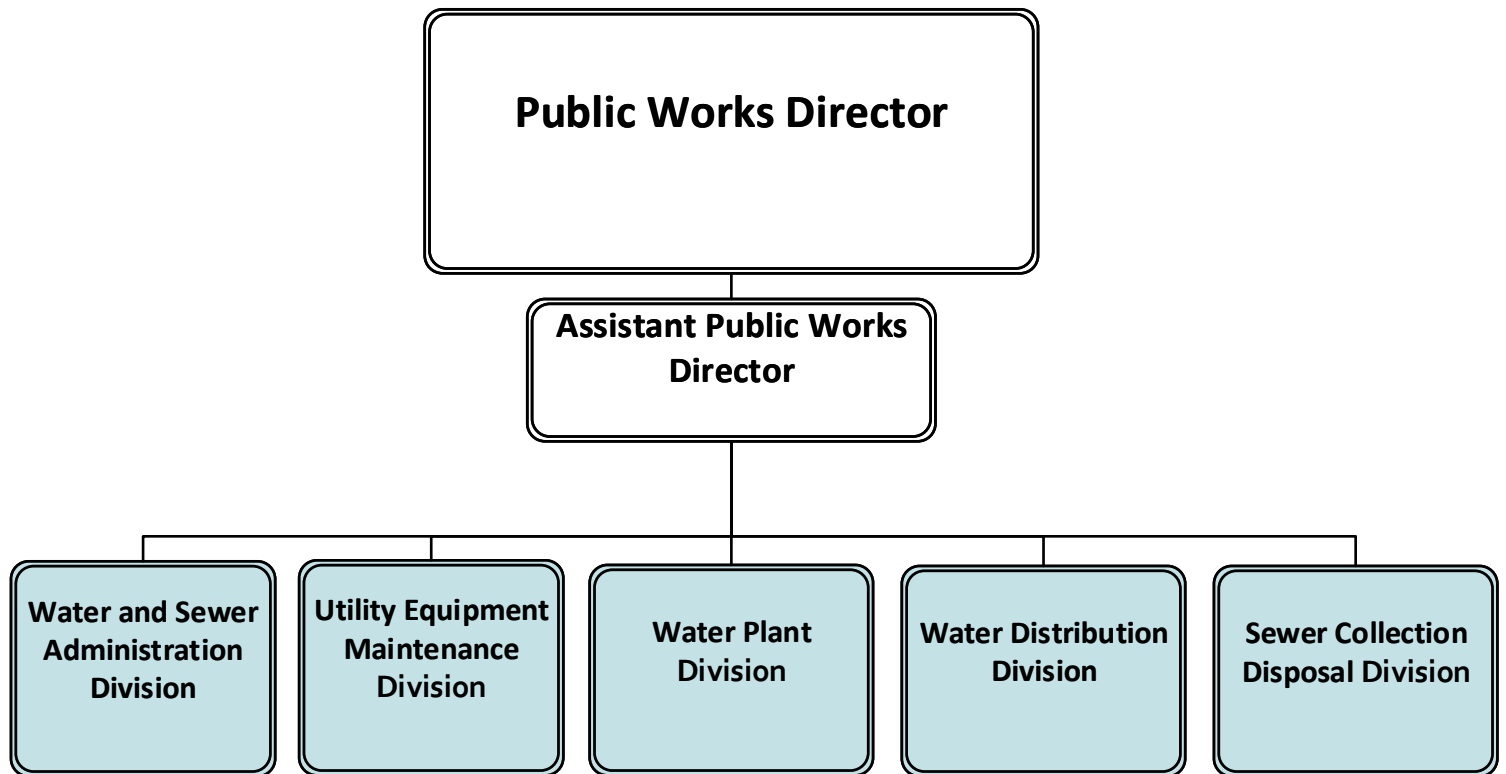 Public Works Director
Assistant Public Works
Director
Water and Sewer
Administration
Division
Utility Equipment
Maintenance
Division
Water Plant
Division
Water Distribution
Division
Sewer Collection
Disposal Division